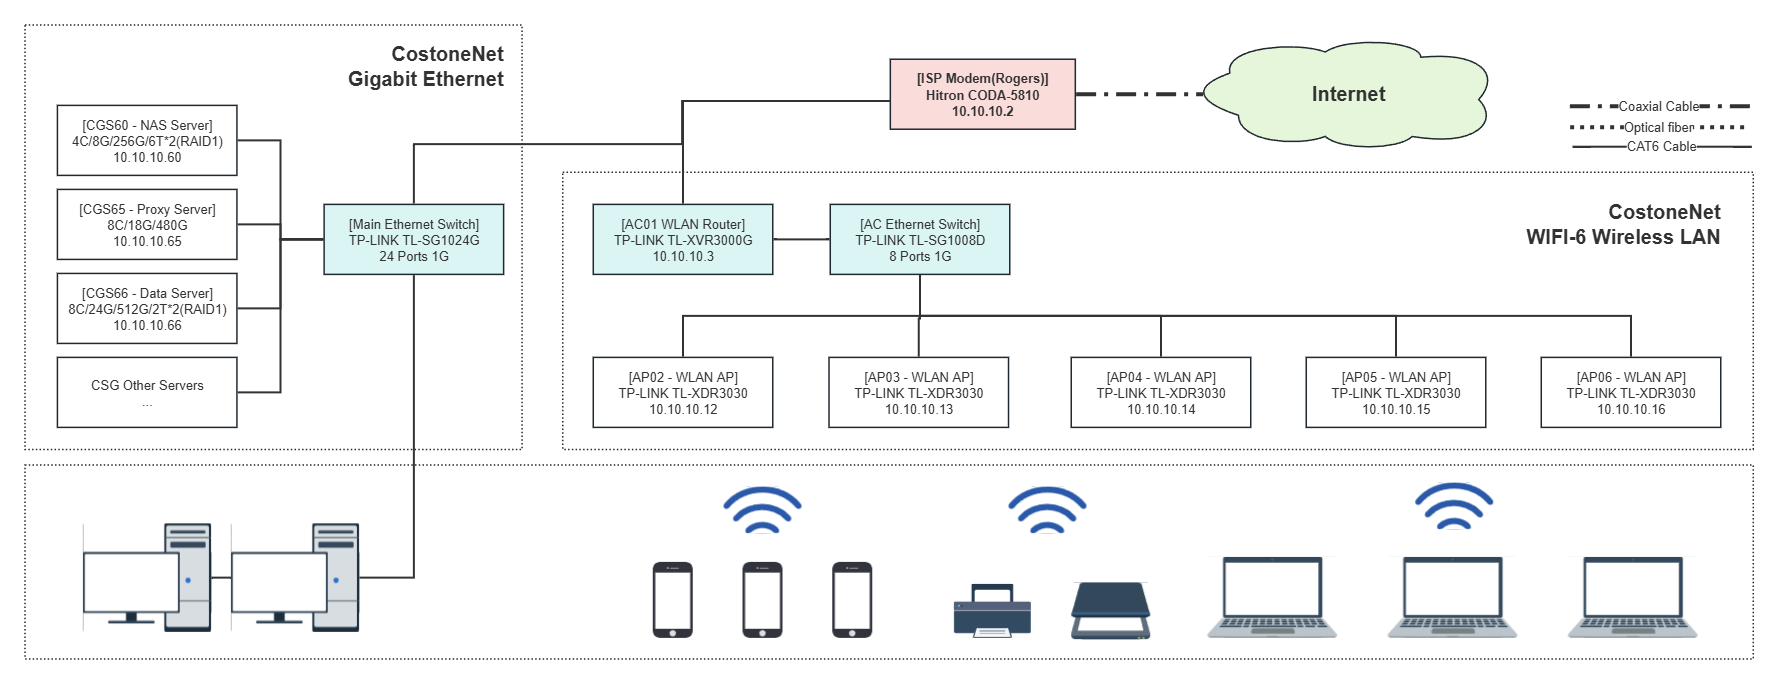 CostoneNet
Gigabit Ethernet
[CGS60 - NAS Server]
4C/8G/256G/6T*2(RAID1)
10.10.10.60
[CGS65 - Proxy Server]
8C/18G/480G
10.10.10.65
[CGS66 - Data Server]
8C/24G/512G/2T*2(RAID1)
10.10.10.66
CSG Other Servers
...
[Main Ethernet Switch]
TP-LINK TL-SG1024G
24 Ports 1G
[ISP Modem(Rogers)]
Hitron CODA-5810
10.10.10.2
Internet
Coaxial Cable
Optical fiber
CAT6 Cable
CostoneNet
WIFI-6 Wireless LAN
[AC01 WLAN Router]
TP-LINK TL-XVR3000G
10.10.10.3
[AC Ethernet Switch]
TP-LINK TL-SG1008D
8 Ports 1G
[AP02 - WLAN AP]
TP-LINK TL-XDR3030
10.10.10.12
[AP03 - WLAN AP]
TP-LINK TL-XDR3030
10.10.10.13
[AP04 - WLAN AP]
TP-LINK TL-XDR3030
10.10.10.14
[AP05 - WLAN AP]
TP-LINK TL-XDR3030
10.10.10.15
[AP06 - WLAN AP]
TP-LINK TL-XDR3030
10.10.10.16